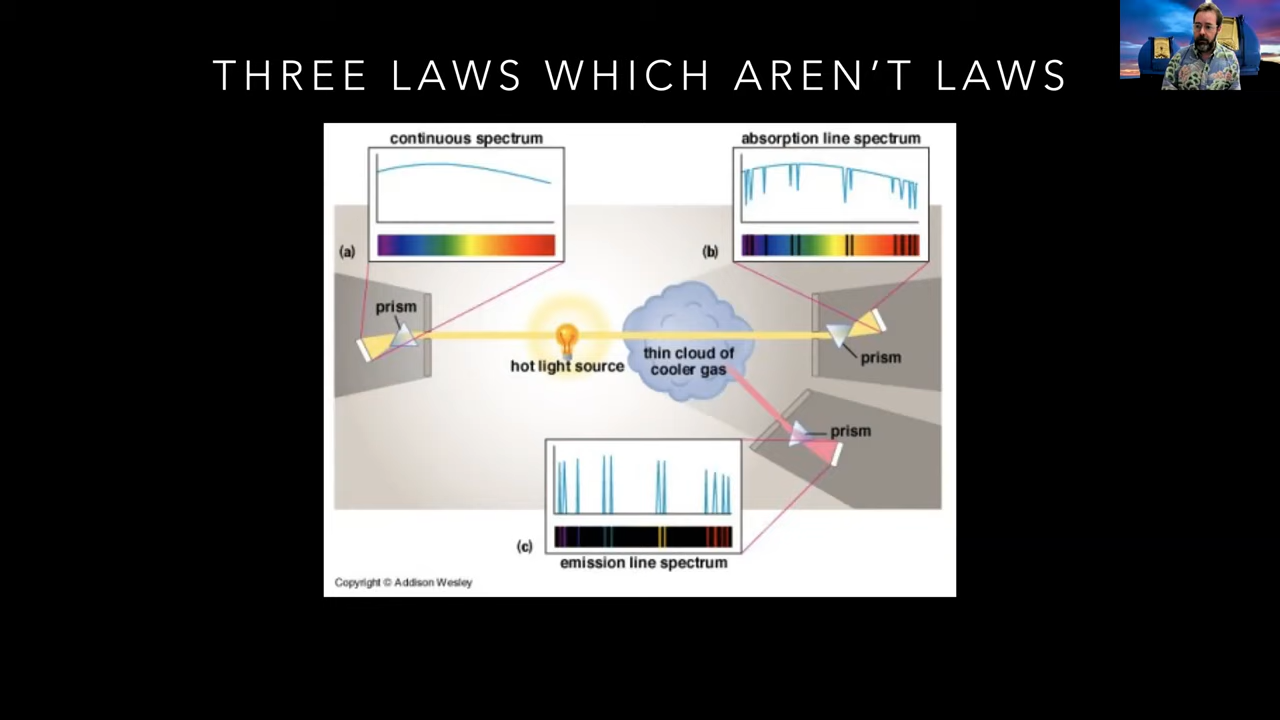 THREE LAWS WHICH AREN'T LAWS
continuous spectrum
absorption line spectrum
(a)
(b)
prism
hot light source
thin cloud of
cooler gas
prism
prism
(c)
emission line spectrum
Copyright © Addison Wesley